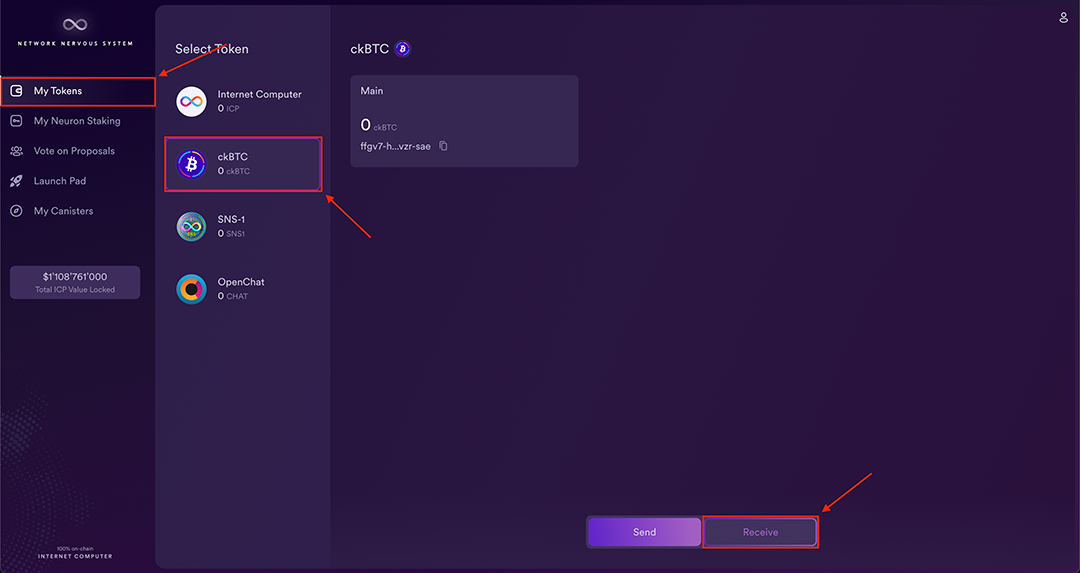 NETWORK NERVOUS SYSTEM
My Tokens
My Neuron Staking
Vote on Proposals
Launch Pad
My Canisters
$1'108'761'000
Total ICP Value Locked
100% on-chain
INTERNET COMPUTER
Select Token
Internet Computer
0 ICP
ckBTC
0 ckBTC
SNS-1
0 SNS1
OpenChat
0 CHAT
ckBTC
Main
0 ckBTC
ffgv7-h...vzr-sae
Send
Receive